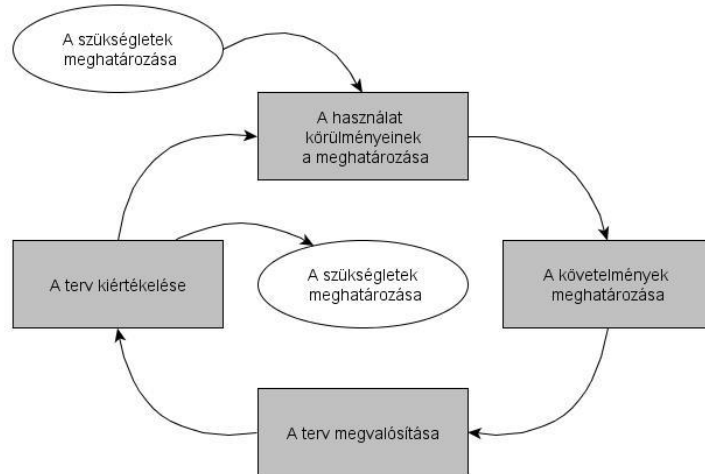 A szükségletek
meghatározása
A használat
körülményeinek
a meghatározása
A terv kiértékelése
A szükségletek
meghatározása
A követelmények
meghatározása
A terv megvalósítása